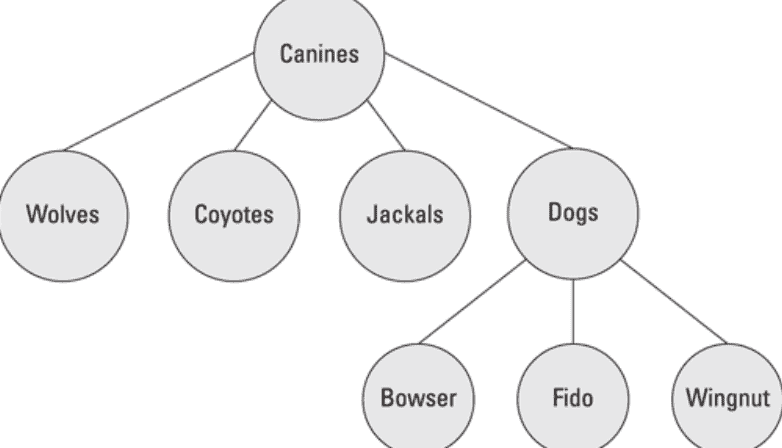 Canines
Wolves
Coyotes
Jackals
Dogs
Bowser
Fido
Wingnut